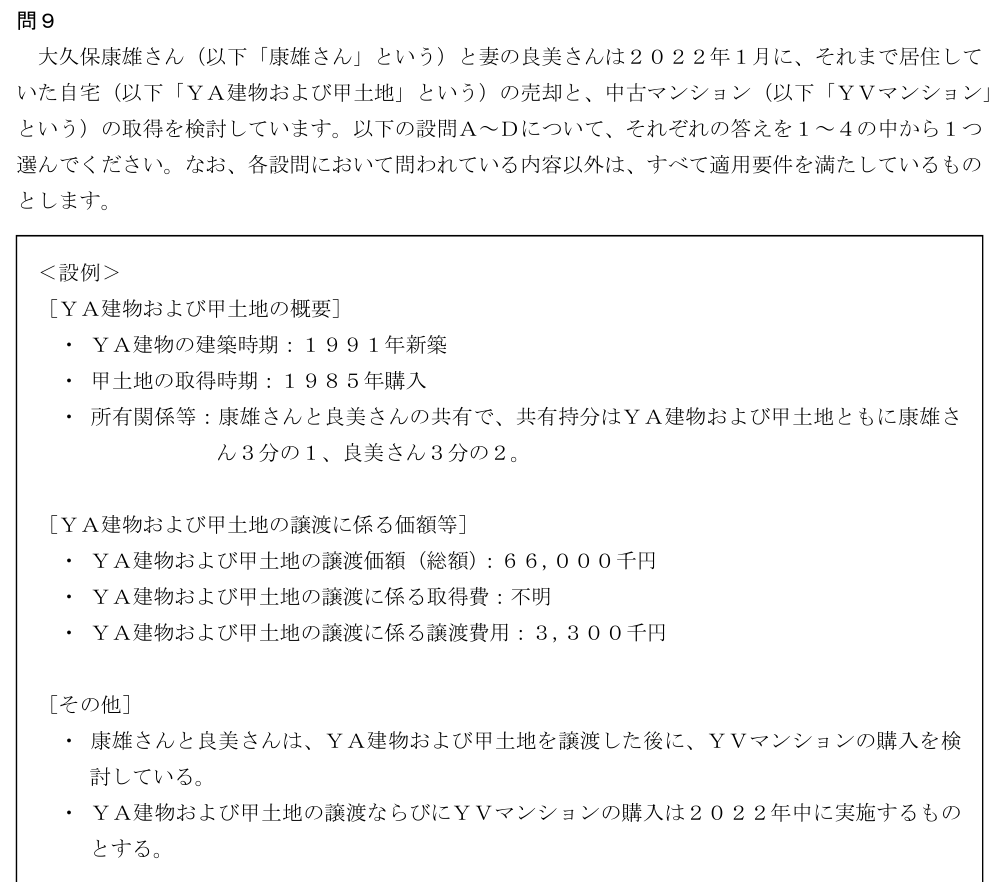 問９
大久保康雄さん（以下「康雄さん」という）と妻の良美さんは２０２２年１月に、それまで居住して
いた自宅（以下「ＹＡ建物および甲土地」という）の売却と、中古マンション（以下「ＹＶマンション」
という）の取得を検討しています。以下の設問Ａ～Ｄについて、それぞれの答えを１～４の中から１つ
選んでください。なお、各設問において問われている内容以外は、すべて適用要件を満たしているもの
とします。
＜設例＞
［ＹＡ建物および甲土地の概要］
・ ＹＡ建物の建築時期：１９９１年新築
・ 甲土地の取得時期：１９８５年購入
・ 所有関係等：康雄さんと良美さんの共有で、共有持分はＹＡ建物および甲土地ともに康雄さ
ん３分の１、良美さん３分の２。
［ＹＡ建物および甲土地の譲渡に係る価額等］
・ ＹＡ建物および甲土地の譲渡価額（総額）：６６,０００千円
・ ＹＡ建物および甲土地の譲渡に係る取得費：不明
・ ＹＡ建物および甲土地の譲渡に係る譲渡費用：３,３００千円
［その他］
・ 康雄さんと良美さんは、ＹＡ建物および甲土地を譲渡した後に、ＹＶマンションの購入を検
討している。
・ ＹＡ建物および甲土地の譲渡ならびにＹＶマンションの購入は２０２２年中に実施するもの
とする。